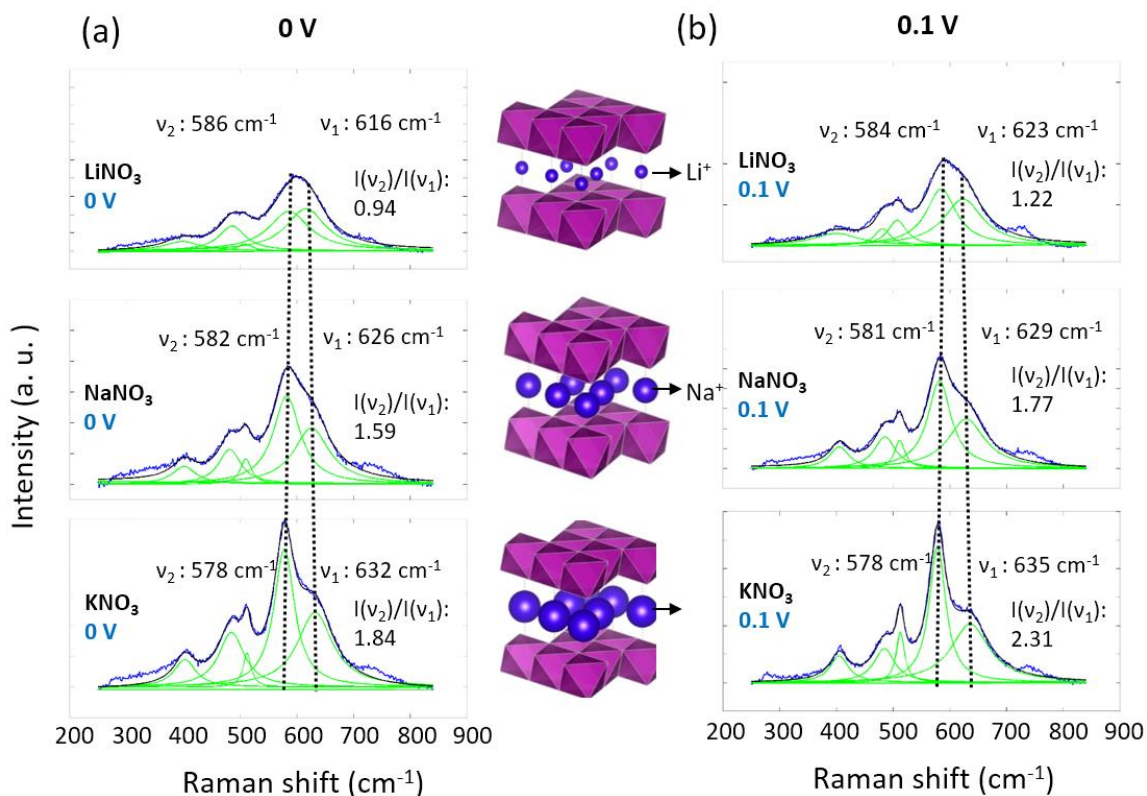 (a)
0 V
(b)
0.1 V
Intensity (a. u. )
ν₂ : 586 cm⁻¹
ν₁ : 616 cm⁻¹
LiNO₃
0 V
I(ν₂)/I(ν₁):
0.94
Li⁺
ν₂ : 584 cm⁻¹
ν₁ : 623 cm⁻¹
LiNO₃
0.1 V
I(ν₂)/I(ν₁):
1.22
ν₂ : 582 cm⁻¹
ν₁ : 626 cm⁻¹
NaNO₃
0 V
I(ν₂)/I(ν₁):
1.59
Na⁺
ν₂ : 581 cm⁻¹
ν₁ : 629 cm⁻¹
NaNO₃
0.1 V
I(ν₂)/I(ν₁):
1.77
ν₂ : 578 cm⁻¹
ν₁ : 632 cm⁻¹
KNO₃
0 V
I(ν₂)/I(ν₁):
1.84
ν₂ : 578 cm⁻¹
ν₁ : 635 cm⁻¹
KNO₃
0.1 V
I(ν₂)/I(ν₁):
2.31
200 300 400 500 600 700 800 900
Raman shift (cm⁻¹)
200 300 400 500 600 700 800 900
Raman shift (cm⁻¹)